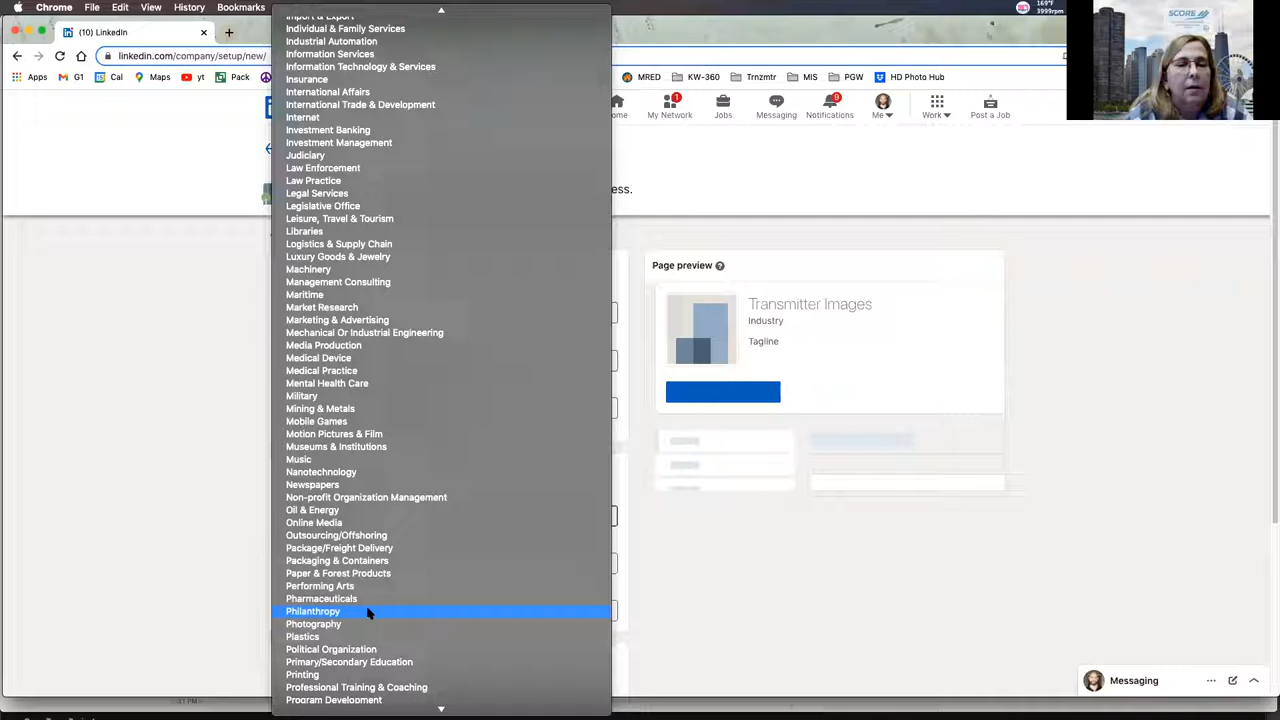 Chrome File Edit View History Bookmarks
169°F
3999rpm
(10) LinkedIn
linkedin.com/company/setup/new/
Apps G1 Cal Maps yt Pack
MRED KW-360 Trnzmtr MIS PGW HD Photo Hub
SCORE
ome My Network Jobs Messaging Notifications Me Work Post a Job
1
9
ess.
Import & Export
Individual & Family Services
Industrial Automation
Information Services
Information Technology & Services
Insurance
International Affairs
International Trade & Development
Internet
Investment Banking
Investment Management
Judiciary
Law Enforcement
Law Practice
Legal Services
Legislative Office
Leisure, Travel & Tourism
Libraries
Logistics & Supply Chain
Luxury Goods & Jewelry
Machinery
Management Consulting
Maritime
Market Research
Marketing & Advertising
Mechanical Or Industrial Engineering
Media Production
Medical Device
Medical Practice
Mental Health Care
Military
Mining & Metals
Mobile Games
Motion Pictures & Film
Museums & Institutions
Music
Nanotechnology
Newspapers
Non-profit Organization Management
Oil & Energy
Online Media
Outsourcing/Offshoring
Package/Freight Delivery
Packaging & Containers
Paper & Forest Products
Performing Arts
Pharmaceuticals
Philanthropy
Photography
Plastics
Political Organization
Primary/Secondary Education
Printing
Professional Training & Coaching
Program Development
Page preview
Transmitter Images
Industry
Tagline
Messaging